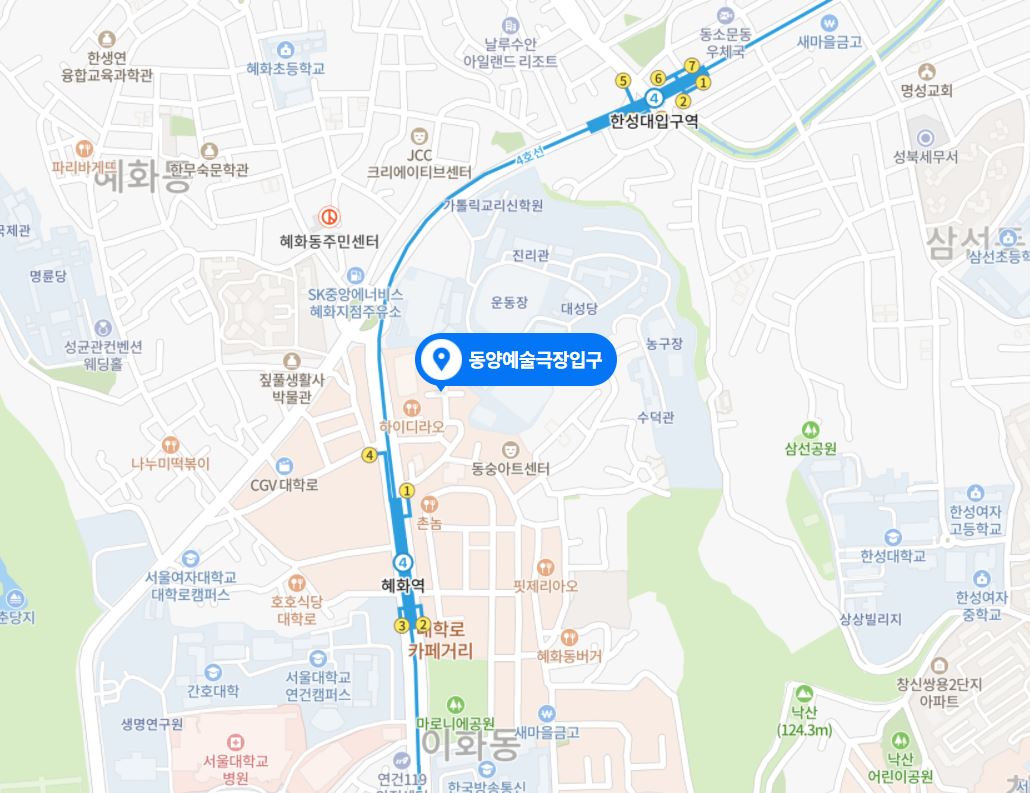 한생연
융합교육과학관
혜화초등학교
날루수안
아일랜드 리조트
동소문동
우체국
새마을금고
7
6
5
1
4
2
한성대입구역
명성교회
파리바게뜨
혜화동
한무숙문학관
JCC
크리에이티브센터
4호선
성북세무서
가톨릭교리신학원
혜화동주민센터
국제관
명륜당
진리관
SK중앙에너비스
혜화지점주유소
운동장
대성당
삼선동
삼선초등학
성균관컨벤션
웨딩홀
동양예술극장입구
농구장
짚풀생활사
박물관
하이디라오
수덕관
나누미떡볶이
4
동숭아트센터
삼선공원
CGV 대학로
1
촌놈
한성여자
고등학교
한성대학교
4
혜화역
서울여자대학교
대학로캠퍼스
핏제리아오
호호식당
대학로
춘당지
한성여자
중학교
상상빌리지
3
2
대학로
카페거리
혜화동버거
간호대학
서울대학교
연건캠퍼스
창신쌍용2단지
아파트
생명연구원
마로니에공원
새마을금고
이화동
낙산
(124.3m)
서울대학교
병원
연건119
낙산
어린이공원
한국방송통신